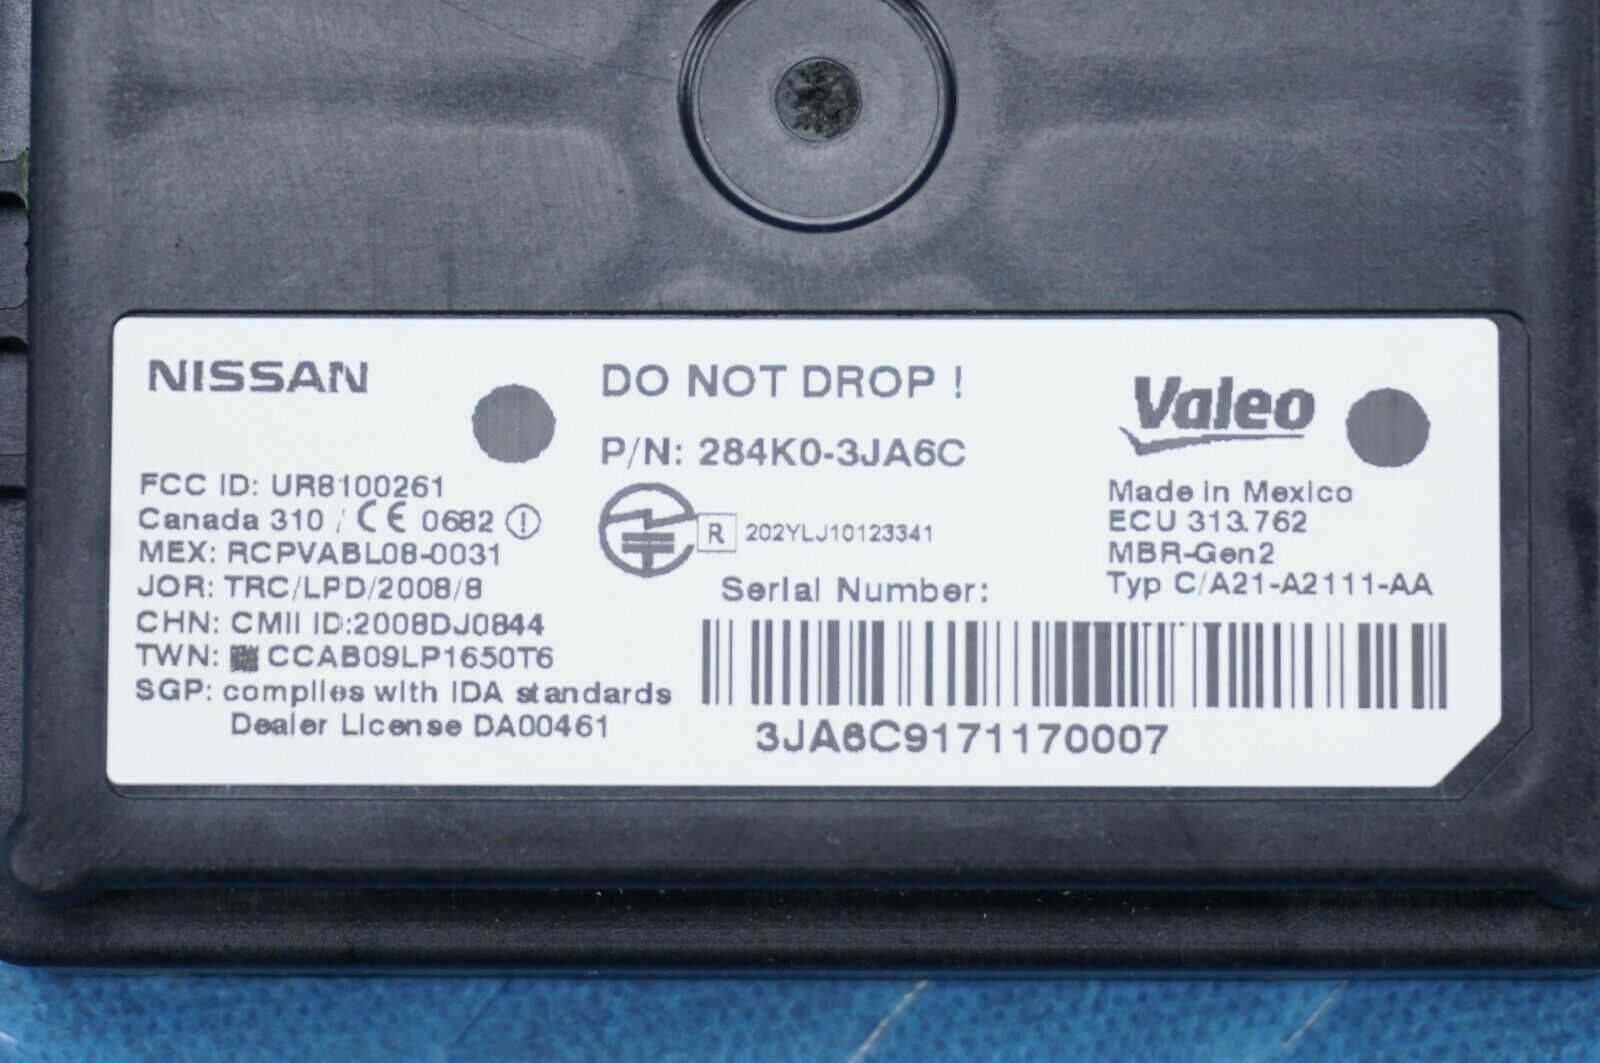 NISSAN
DO NOT DROP !
P/N: 284K0-3JA6C
Valeo
FCC ID: UR8100261
Canada 310 / CE 0682
MEX: RCPVABL08-0031
JOR: TRC/LPD/2008/8
CHN: CMII ID:2008DJ0844
TWN: CCAB09LP1650T6
SGP: complies with IDA standards
Dealer License DA00461
R 202YLJ10123341
Serial Number:
3JA6C9171170007
Made in Mexico
ECU 313.762
MBR-Gen2
Typ C/A21-A2111-AA